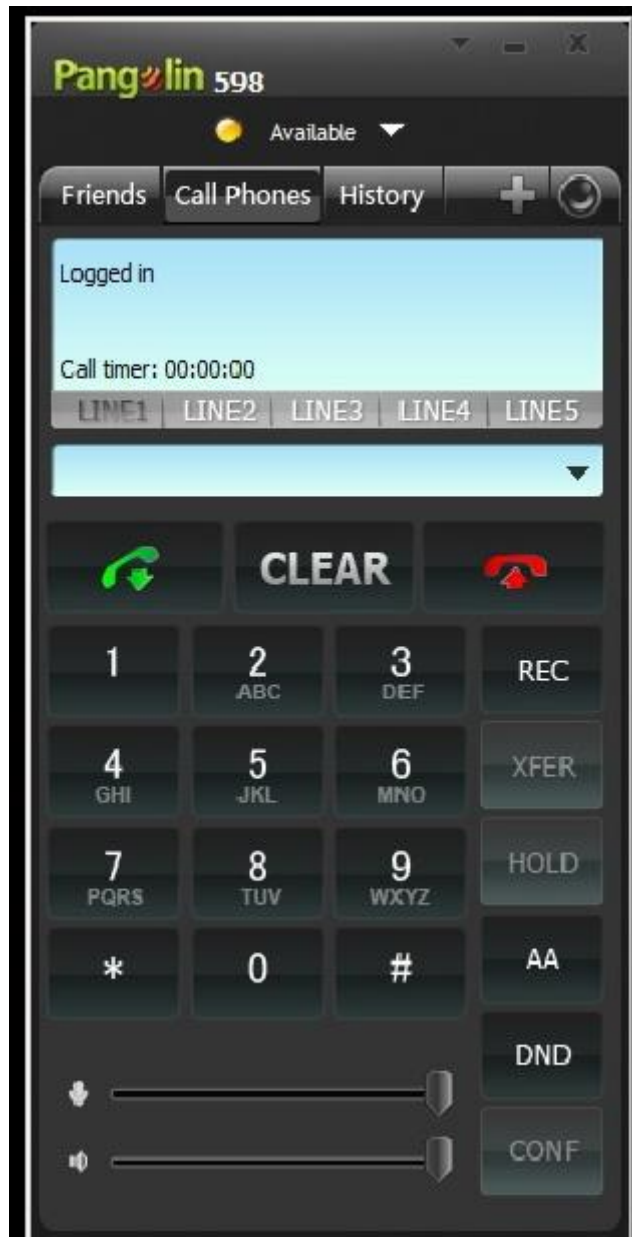 Pangolin 598
Available
Friends Call Phones History
Logged in
Call timer: 00:00:00
LINE1 LINE2 LINE3 LINE4 LINE5
CLEAR
1 2 3 REC
ABC DEF
4 5 6 XFER
GHI JKL MNO
7 8 9 HOLD
PQRS TUV WXYZ
* 0 # AA
DND
CONF